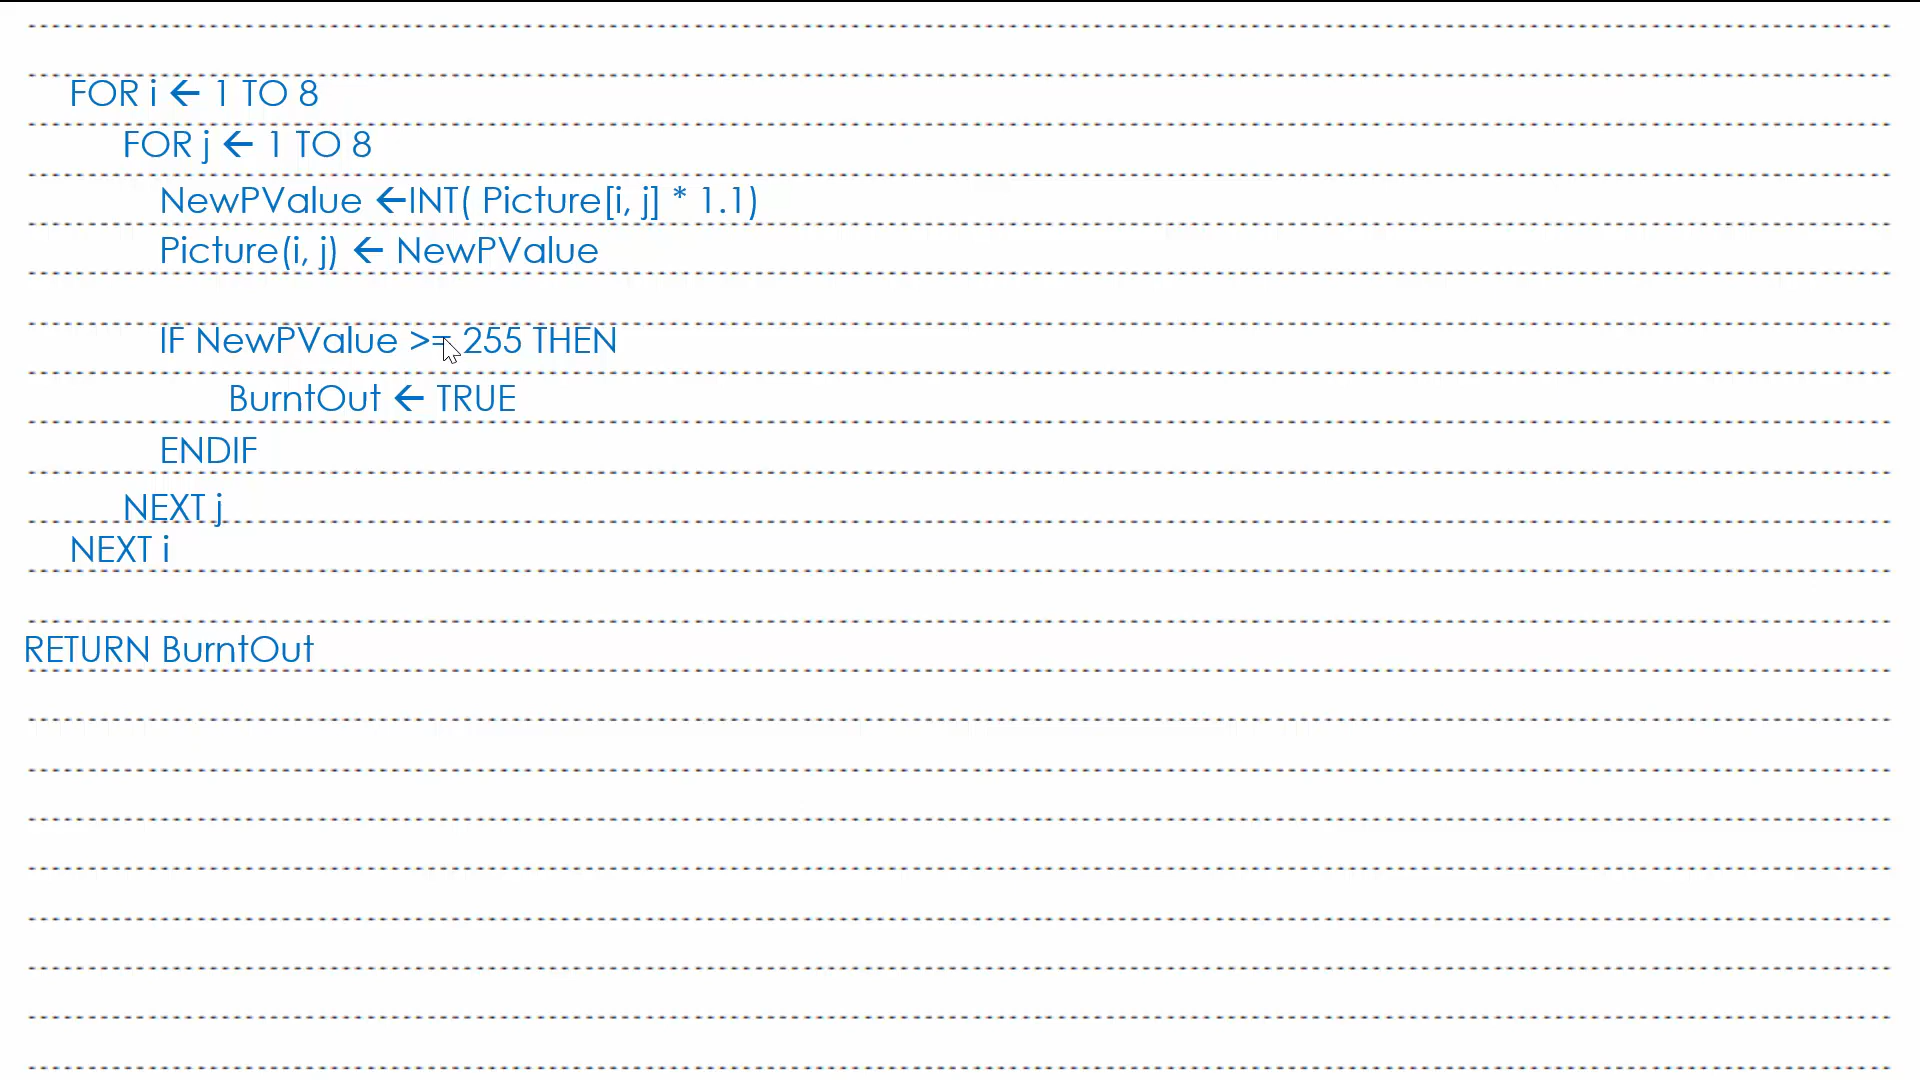 FOR i ← 1 TO 8
FOR j ← 1 TO 8
NewPValue ←INT( Picture[i, j] * 1.1)
Picture(i, j) ← NewPValue
IF NewPValue >= 255 THEN
BurntOut ← TRUE
ENDIF
NEXT j
NEXT i
RETURN BurntOut